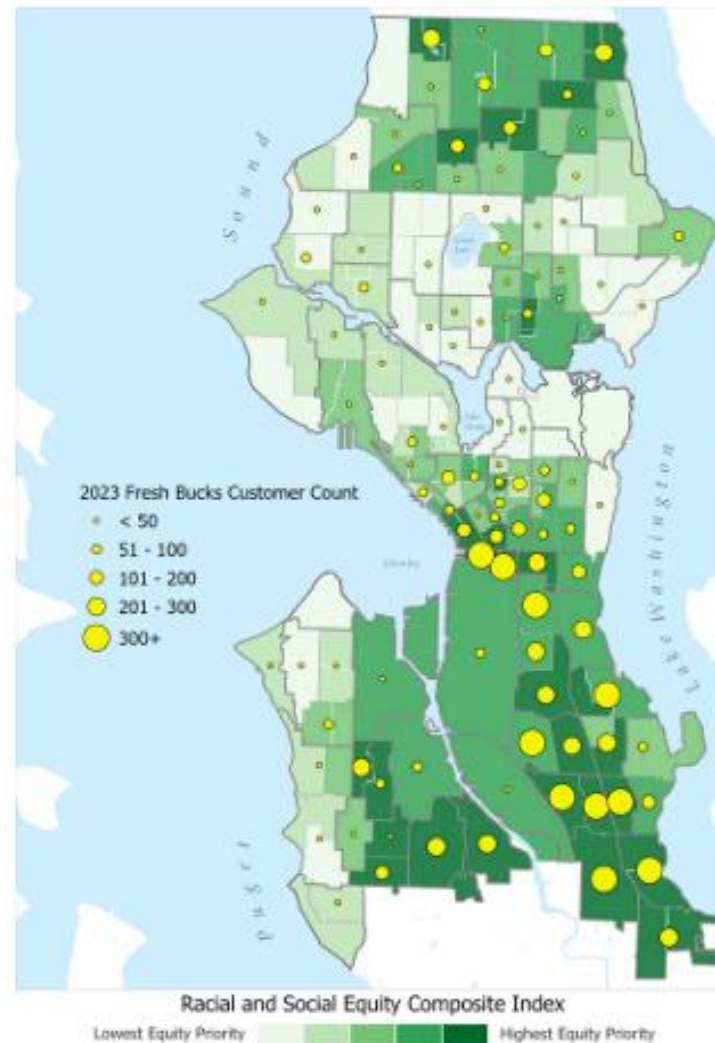 Sound
2023 Fresh Bucks Customer Count
< 50
51 - 100
101 - 200
201 - 300
300+
Lake Washington
Puget
Racial and Social Equity Composite Index
Lowest Equity Priority Highest Equity Priority